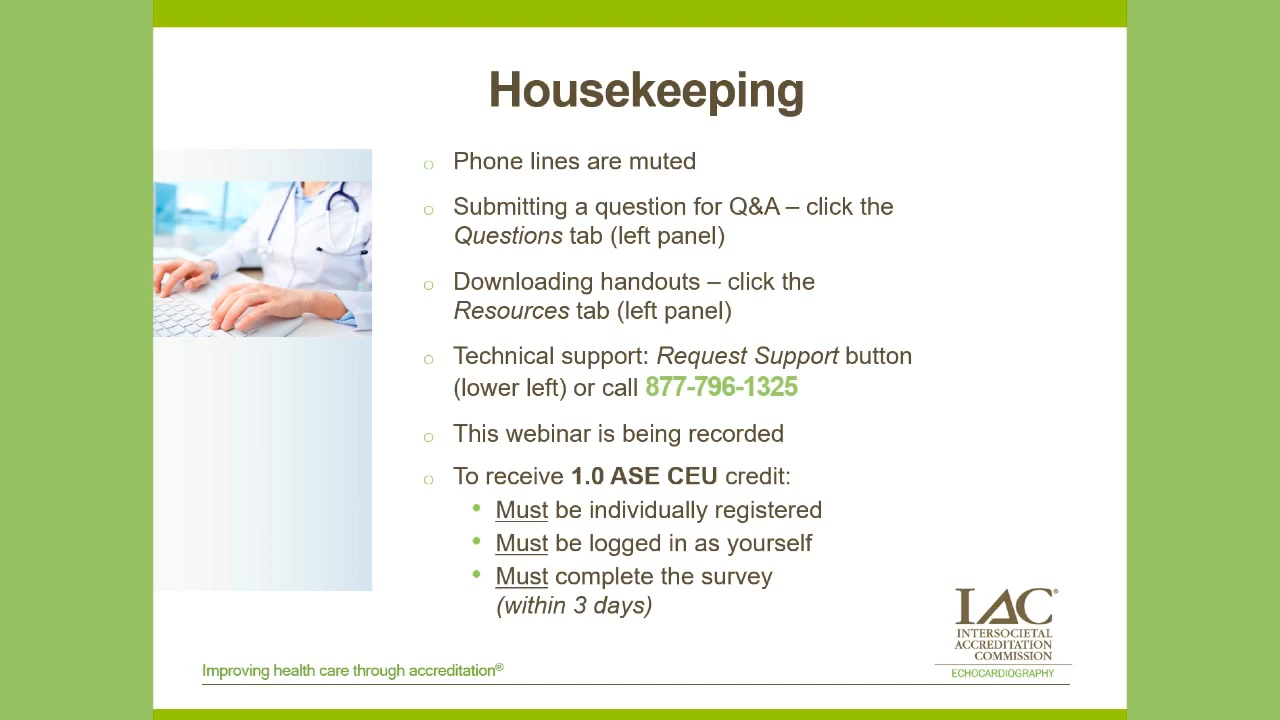 Housekeeping
o Phone lines are muted
o Submitting a question for Q&A – click the
Questions tab (left panel)
o Downloading handouts – click the
Resources tab (left panel)
o Technical support: Request Support button
(lower left) or call 877-796-1325
o This webinar is being recorded
o To receive 1.0 ASE CEU credit:
• Must be individually registered
• Must be logged in as yourself
• Must complete the survey
(within 3 days)
IAC®
INTERSOCIETAL
ACCREDITATION
COMMISSION
ECHOCARDIOGRAPHY
Improving health care through accreditation®